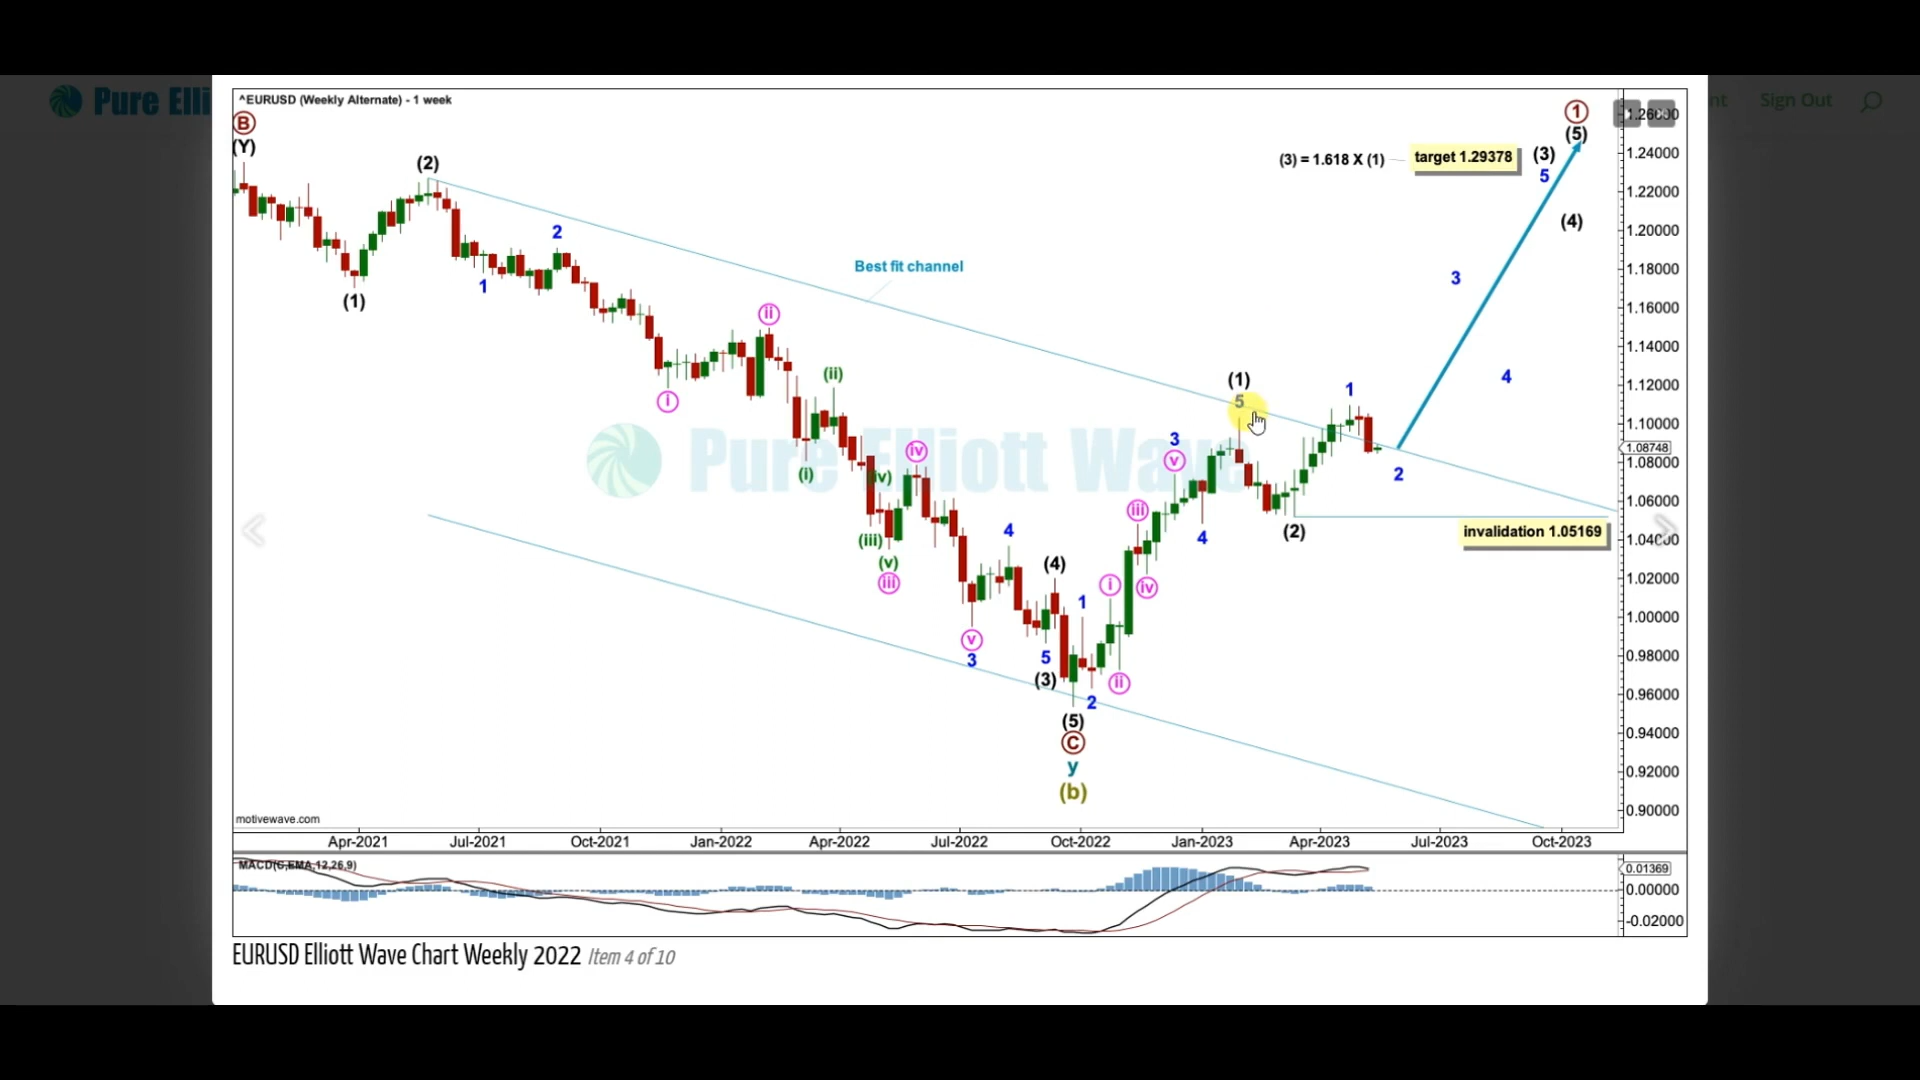 Pure Elli
nt
Sign Out
^EURUSD (Weekly Alternate) - 1 week
B
(Y)
(2)
(1)
1
2
i
ii
(i)
(ii)
(iii)
iv)
(v)
iii
iv
v
3
4
5
(3)
(4)
(5)
C
y
(b)
1
2
i
ii
iii
iv
v
3
4
5
(1)
(2)
1
2
3
4
5
(3)
(4)
(5)
1
Best fit channel
(3) = 1.618 X (1)
target 1.29378
invalidation 1.05169
Pure Elliott Wave
1.24000
1.22000
1.20000
1.18000
1.16000
1.14000
1.12000
1.10000
1.08748
1.08000
1.06000
1.04000
1.02000
1.00000
0.98000
0.96000
0.94000
0.92000
0.90000
motivewave.com
Apr-2021
Jul-2021
Oct-2021
Jan-2022
Apr-2022
Jul-2022
Oct-2022
Jan-2023
Apr-2023
Jul-2023
Oct-2023
MACD(C,EMA,12,26,9)
0.01369
0.00000
-0.02000
EURUSD Elliott Wave Chart Weekly 2022 Item 4 of 10